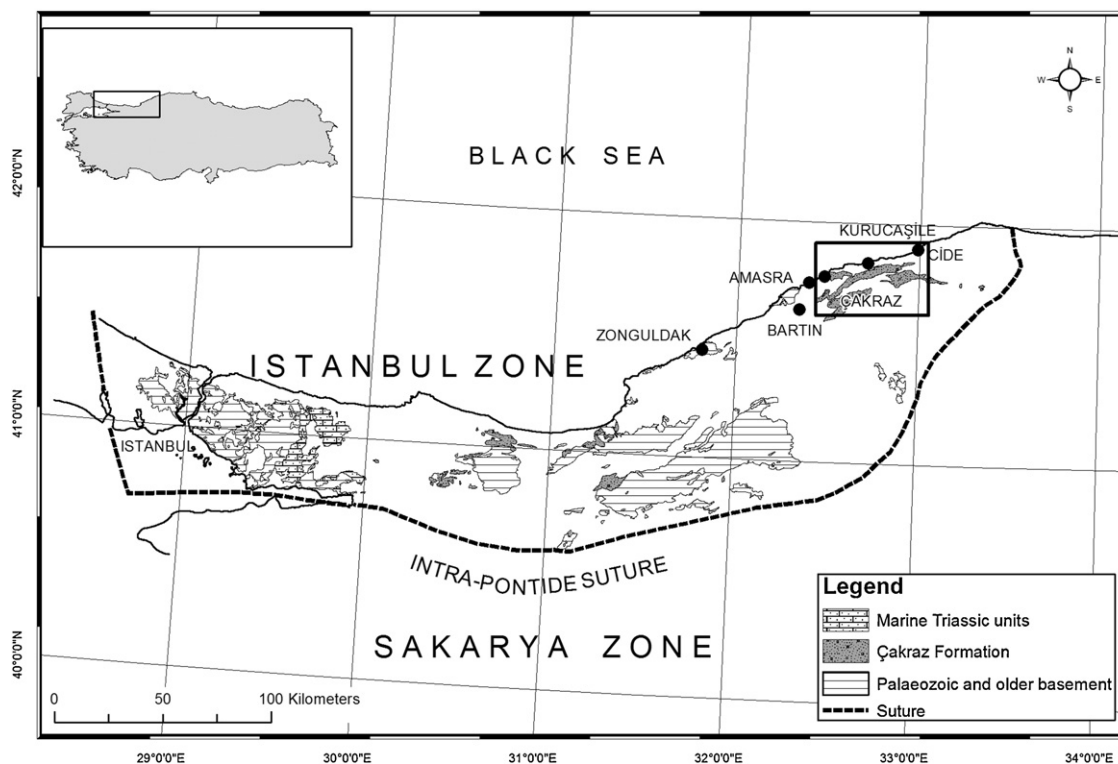 N
W E
S
BLACK SEA
42°0'0"N
KURUCAŞİLE
CİDE
AMASRA
ÇAKRAZ
BARTIN
ZONGULDAK
ISTANBUL ZONE
41°0'0"N
ISTANBUL
INTRA-PONTIDE SUTURE
SAKARYA ZONE
40°0'0"N
Legend
Marine Triassic units
Çakraz Formation
Palaeozoic and older basement
Suture
0 50 100 Kilometers
29°0'0"E 30°0'0"E 31°0'0"E 32°0'0"E 33°0'0"E 34°0'0"E